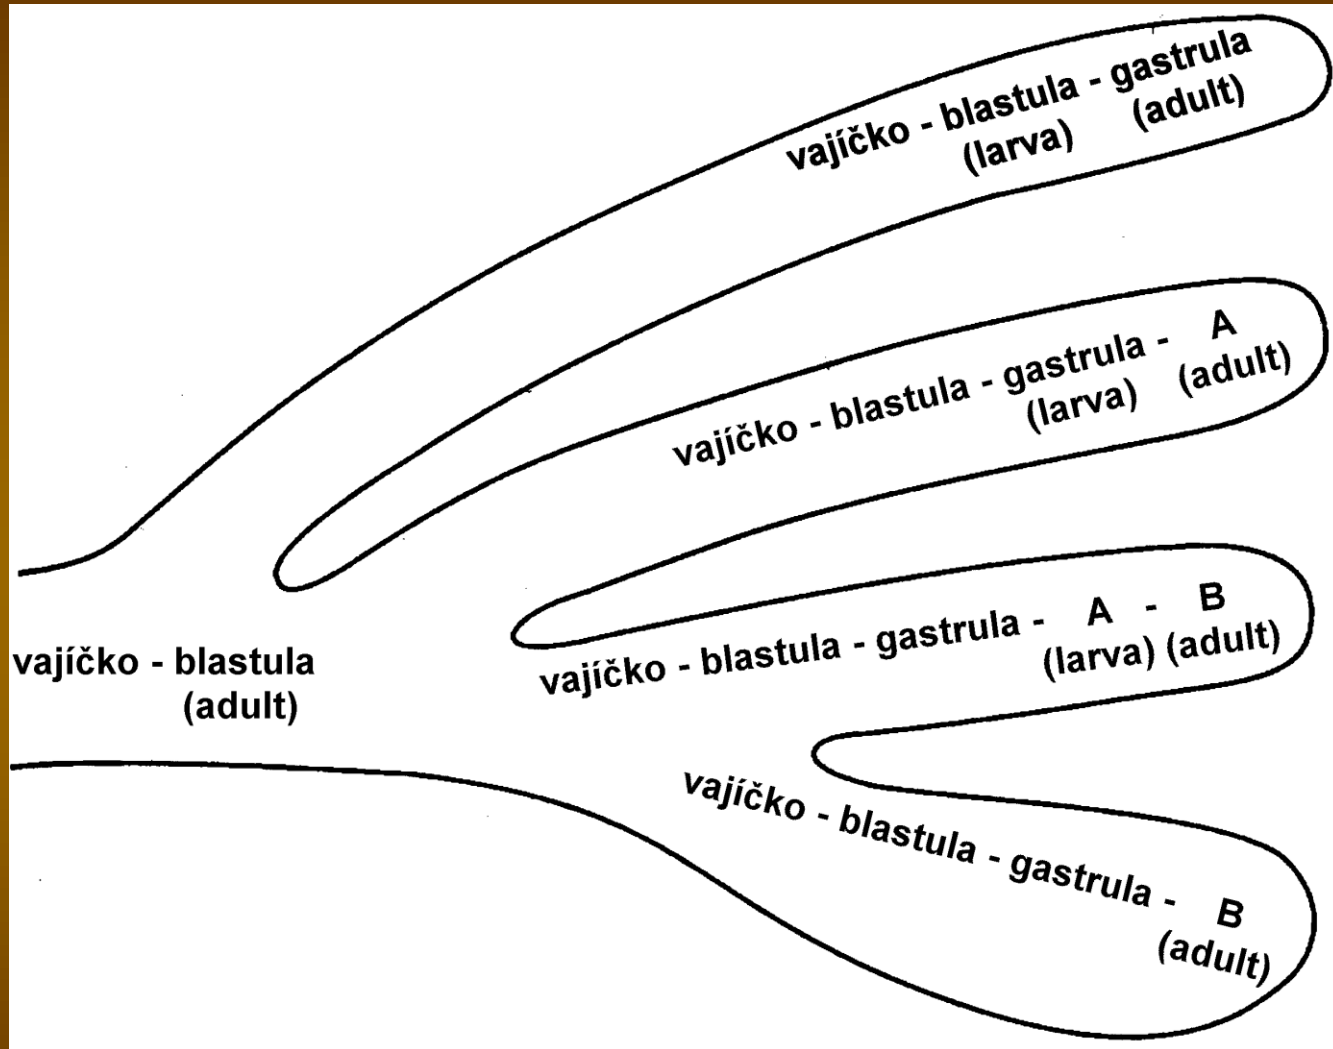 vajíčko - blastula - gastrula
(larva) (adult)
vajíčko - blastula - gastrula - A
(larva) (adult)
vajíčko - blastula - gastrula - A - B
(larva) (adult)
vajíčko - blastula
(adult)
vajíčko - blastula - gastrula - B
(adult)